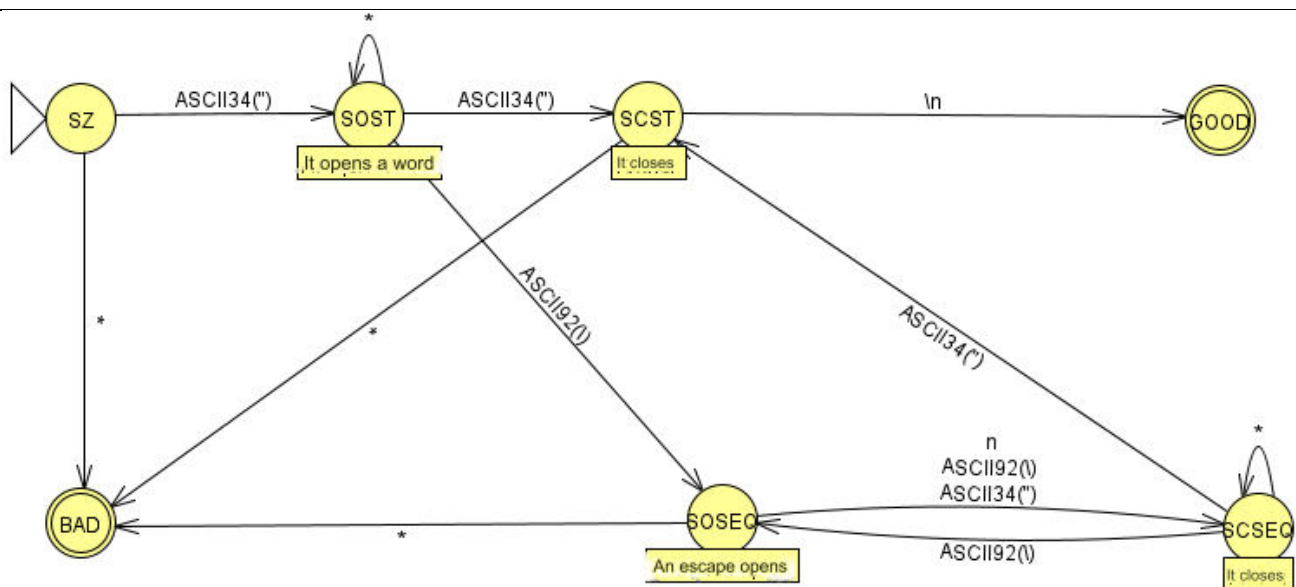 *
ASCII34(")
ASCII34(")
\n
SZ
SOST
SCST
GOOD
It opens a word
It closes
ASCII92(\)
*
*
ASCII34(")
n
ASCII92(\)
ASCII34(")
*
BAD
SOSEQ
SCSEQ
*
ASCII92(\)
An escape opens
It closes